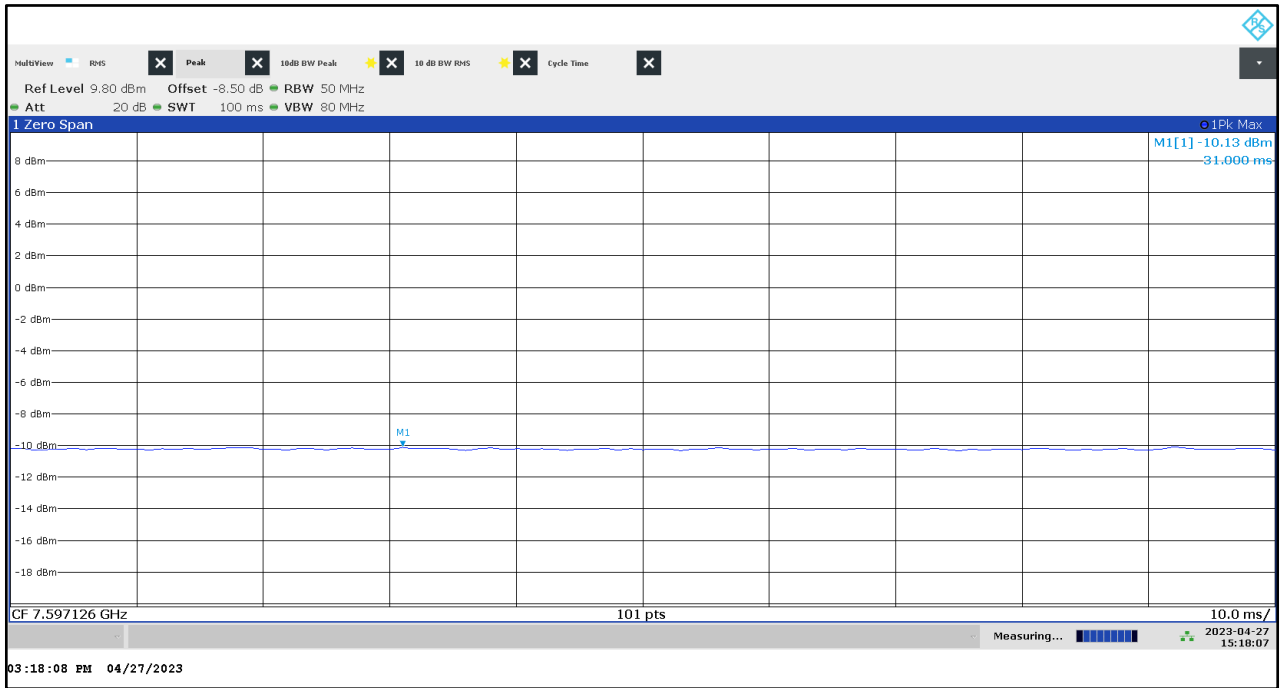 R&S
MultiView RMS Peak 10dB BW Peak 10 dB BW RMS Cycle Time
Ref Level 9.80 dBm Offset -8.50 dB RBW 50 MHz
Att 20 dB SWT 100 ms VBW 80 MHz
1 Zero Span 1Pk Max
M1[1] -10.13 dBm
31.000 ms
8 dBm
6 dBm
4 dBm
2 dBm
0 dBm
-2 dBm
-4 dBm
-6 dBm
-8 dBm
M1
-10 dBm
-12 dBm
-14 dBm
-16 dBm
-18 dBm
CF 7.597126 GHz 101 pts 10.0 ms/
Measuring... 2023-04-27
15:18:07
03:18:08 PM 04/27/2023